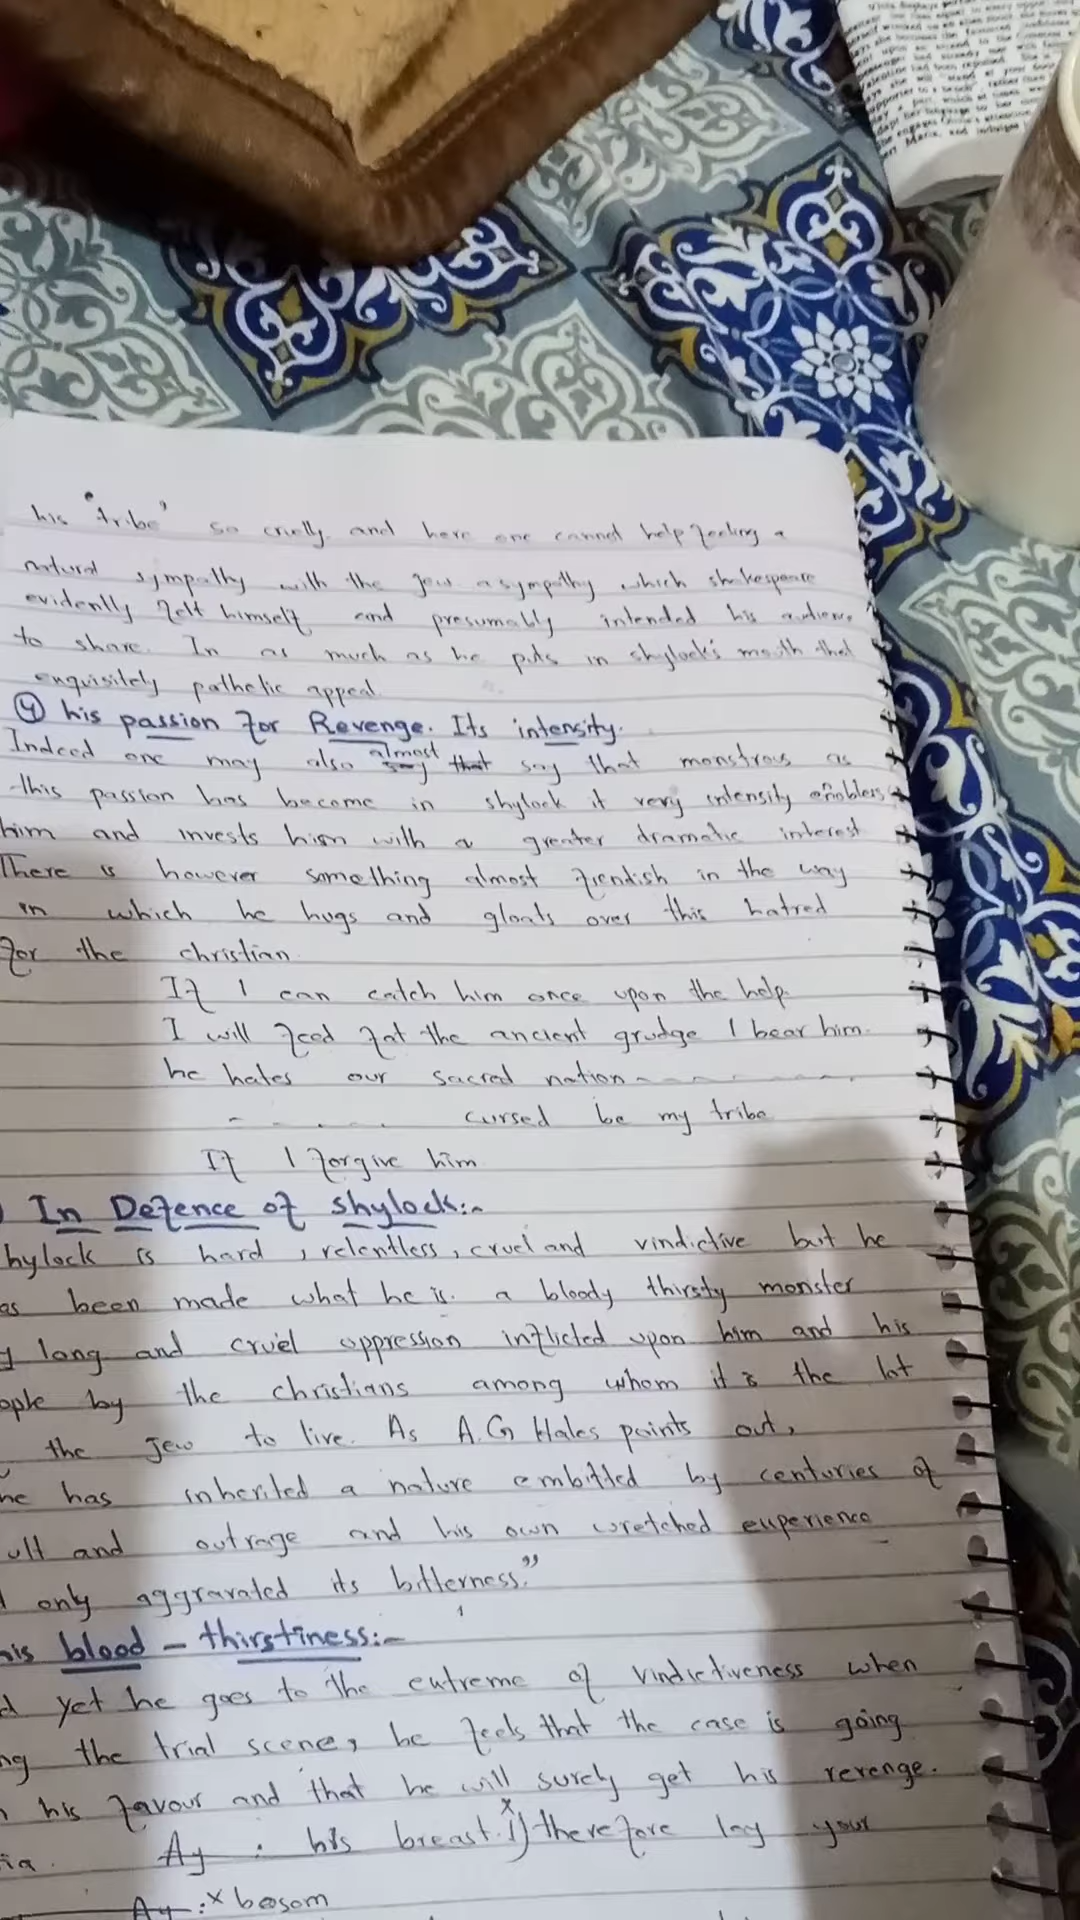 his "tribe" so cruelly and here one cannot help feeling a
natural sympathy with the Jew a sympathy which shakespeare
evidently felt himself and presumably intended his
to share. In as much as he puts in shylock's mouth that
enquisitely pathetic appeal.
④ his passion for Revenge. Its intensity.
Indeed one may also almost say that monstrous as
this passion has become in shylock it very intensity enobless
him and invests him with a greater dramatic interest
There is however something almost fiendish in the way
in which he hugs and gloats over this hatred
for the christian.
If I can catch him once upon the help.
I will feed fat the ancient grudge I bear him.
he hates our sacred nation - - - - - -
- . . . . . cursed be my tribe
If I forgive him
In Defence of shylock:-
hylock is hard, relentless, cruel and vindictive but he
as been made what he is. a bloody thirsty monster
y long and cruel oppression inflicted upon him and his
ople by the christians among whom it is the lot
the Jew to live. As A.G Hales points out,
he has inherited a nature embitted by centuries of
ult and outrage and his own wretched euperience
only aggravated its bitterness."
his blood - thirstiness:-
d yet he goes to the eutreme of vindictiveness when
ng the trial scene, he feels that the case is going
his favour and that he will surely get his revenge.
ia. Ay : his breast. i) therefore lay your
Ay :x bosom